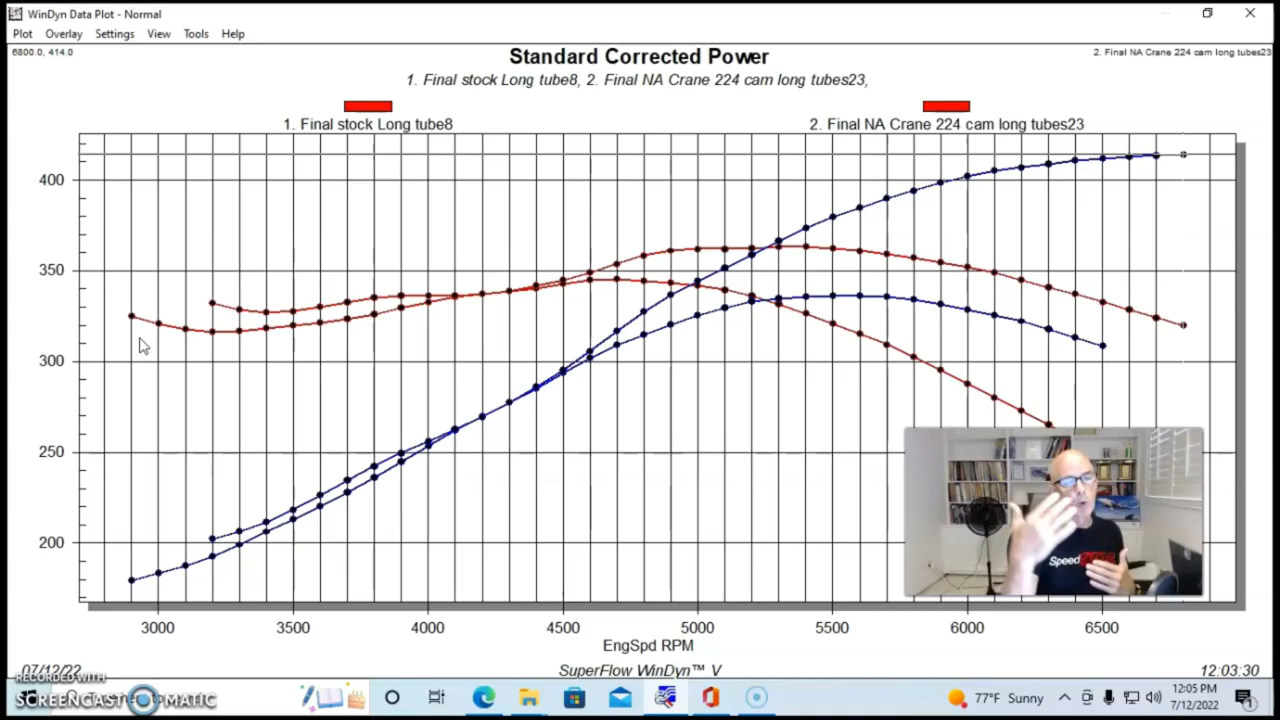 WinDyn Data Plot - Normal
Plot Overlay Settings View Tools Help
6800.0, 414.0
2. Final NA Crane 224 cam long tubes23
Standard Corrected Power
1. Final stock Long tube8, 2. Final NA Crane 224 cam long tubes23,
1. Final stock Long tube8
2. Final NA Crane 224 cam long tubes23
400
350
300
250
200
3000 3500 4000 4500 5000 5500 6000 6500
EngSpd RPM
Speed
07/12/22
SuperFlow WinDyn™ V
12:03:30
RECORDED WITH
SCREENCAST MATIC
77°F Sunny
12:05 PM
7/12/2022
1